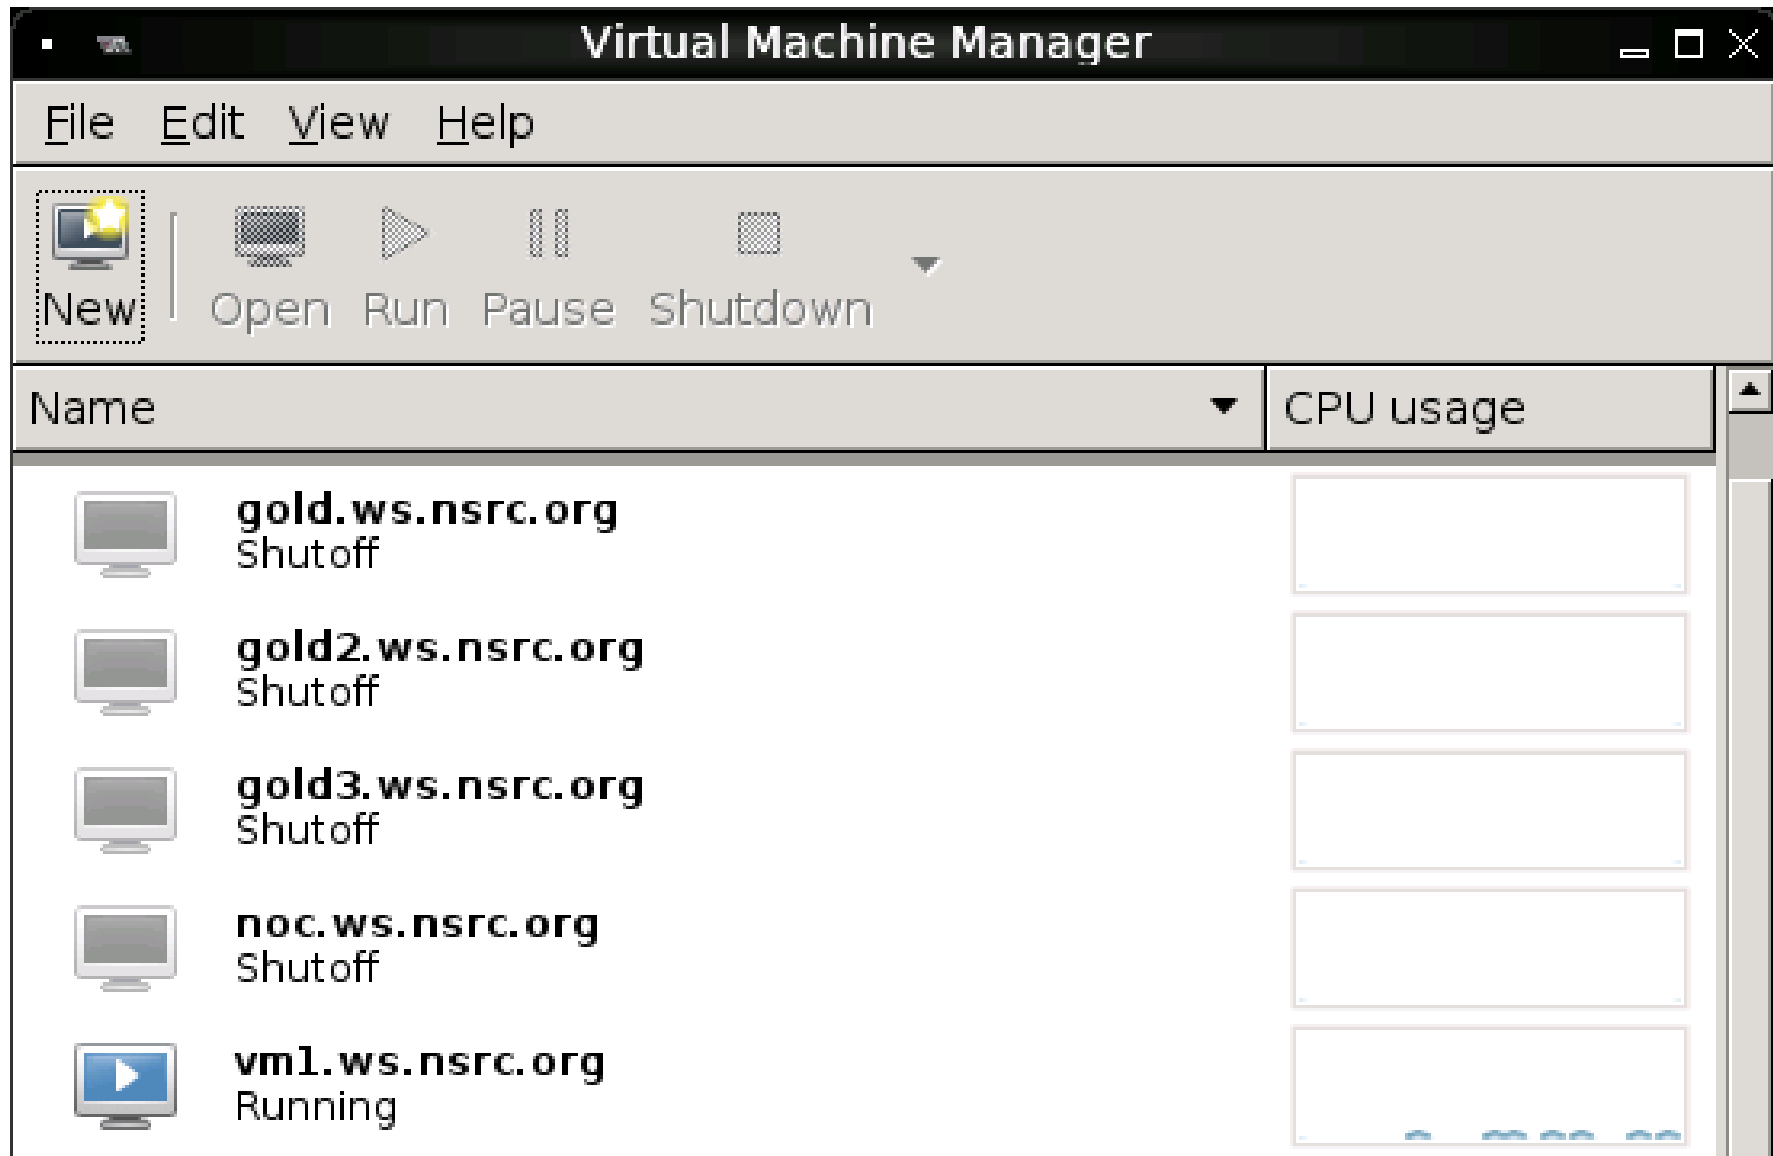 Virtual Machine Manager
File Edit View Help
New Open Run Pause Shutdown
Name CPU usage
gold.ws.nsrc.org
Shutoff
gold2.ws.nsrc.org
Shutoff
gold3.ws.nsrc.org
Shutoff
noc.ws.nsrc.org
Shutoff
vm1.ws.nsrc.org
Running